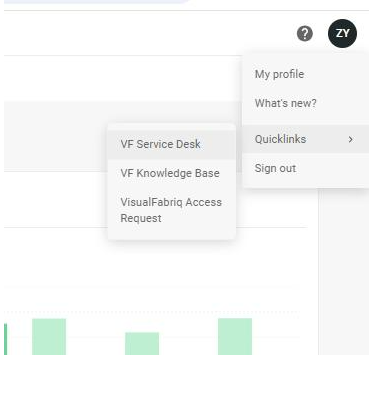 ZY
My profile
What's new?
Quicklinks
Sign out
VF Service Desk
VF Knowledge Base
VisualFabriq Access
Request